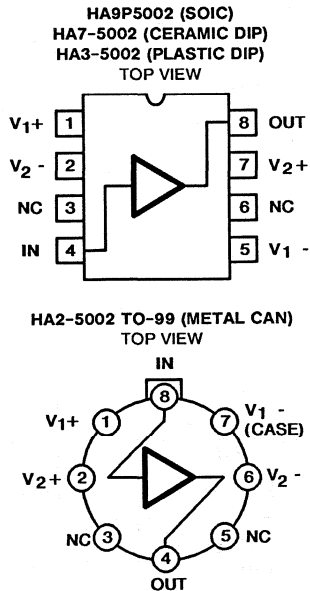 HA9P5002 (SOIC)
HA7-5002 (CERAMIC DIP)
HA3-5002 (PLASTIC DIP)
TOP VIEW
V1+ 1 8 OUT
V2 - 2 7 V2+
NC 3 6 NC
IN 4 5 V1 -
HA2-5002 TO-99 (METAL CAN)
TOP VIEW
IN
8
V1+ 1 7 V1 -
(CASE)
V2+ 2 6 V2 -
NC 3 5 NC
4
OUT